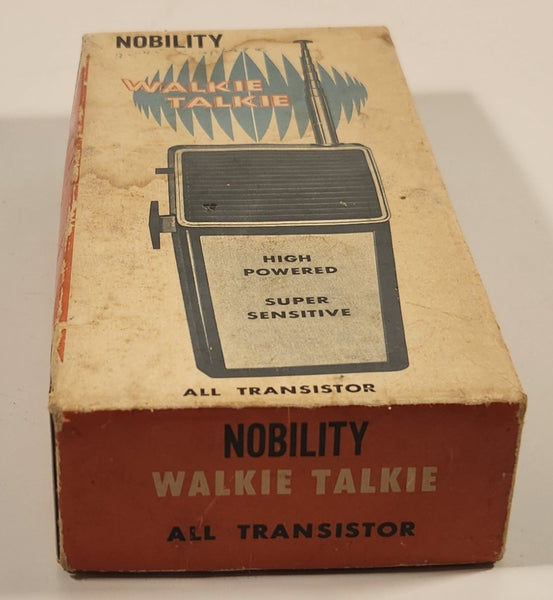 NOBILITY
WALKIE
TALKIE
HIGH
POWERED
SUPER
SENSITIVE
ALL TRANSISTOR
NOBILITY
WALKIE TALKIE
ALL TRANSISTOR